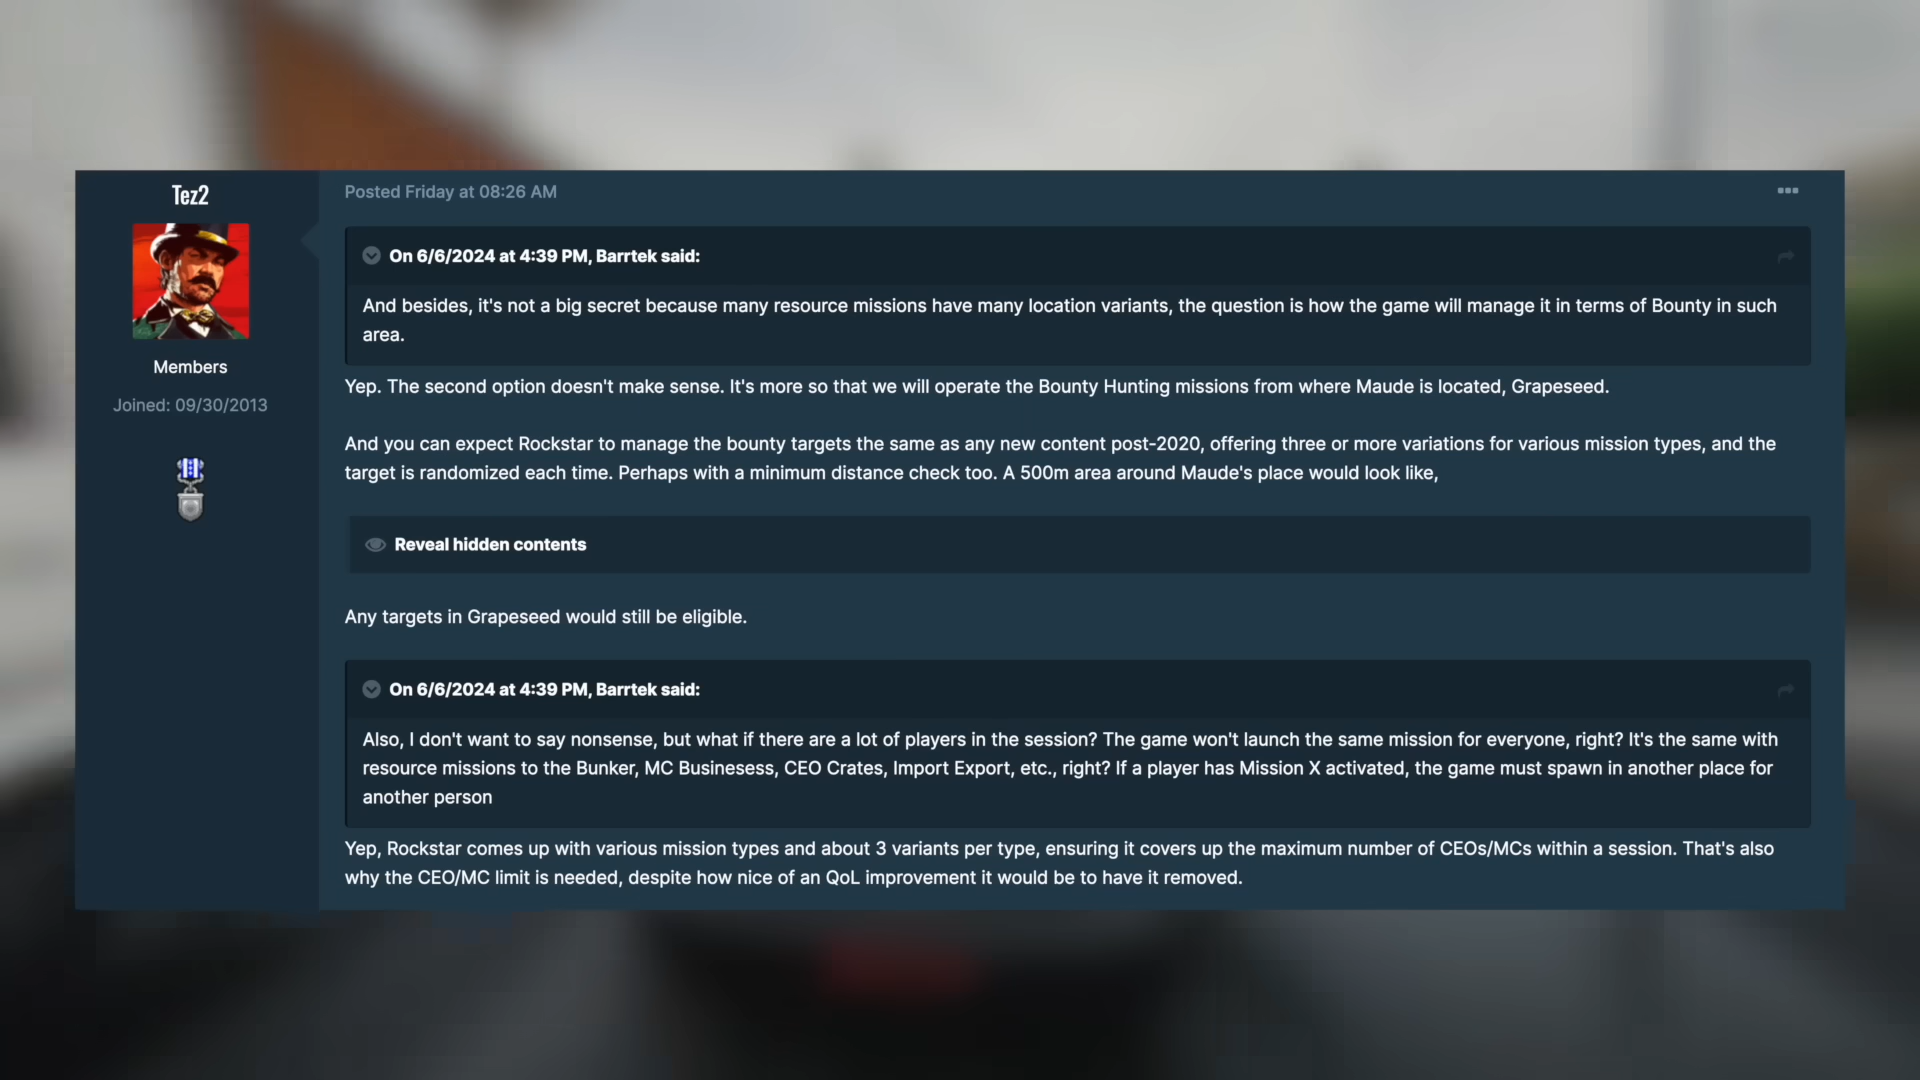 Tez2
Members
Joined: 09/30/2013
Posted Friday at 08:26 AM
On 6/6/2024 at 4:39 PM, Barrtek said:
And besides, it's not a big secret because many resource missions have many location variants, the question is how the game will manage it in terms of Bounty in such
area.
Yep. The second option doesn't make sense. It's more so that we will operate the Bounty Hunting missions from where Maude is located, Grapeseed.
And you can expect Rockstar to manage the bounty targets the same as any new content post-2020, offering three or more variations for various mission types, and the
target is randomized each time. Perhaps with a minimum distance check too. A 500m area around Maude's place would look like,
Reveal hidden contents
Any targets in Grapeseed would still be eligible.
On 6/6/2024 at 4:39 PM, Barrtek said:
Also, I don't want to say nonsense, but what if there are a lot of players in the session? The game won't launch the same mission for everyone, right? It's the same with
resource missions to the Bunker, MC Businesess, CEO Crates, Import Export, etc., right? If a player has Mission X activated, the game must spawn in another place for
another person
Yep, Rockstar comes up with various mission types and about 3 variants per type, ensuring it covers up the maximum number of CEOs/MCs within a session. That's also
why the CEO/MC limit is needed, despite how nice of an QoL improvement it would be to have it removed.